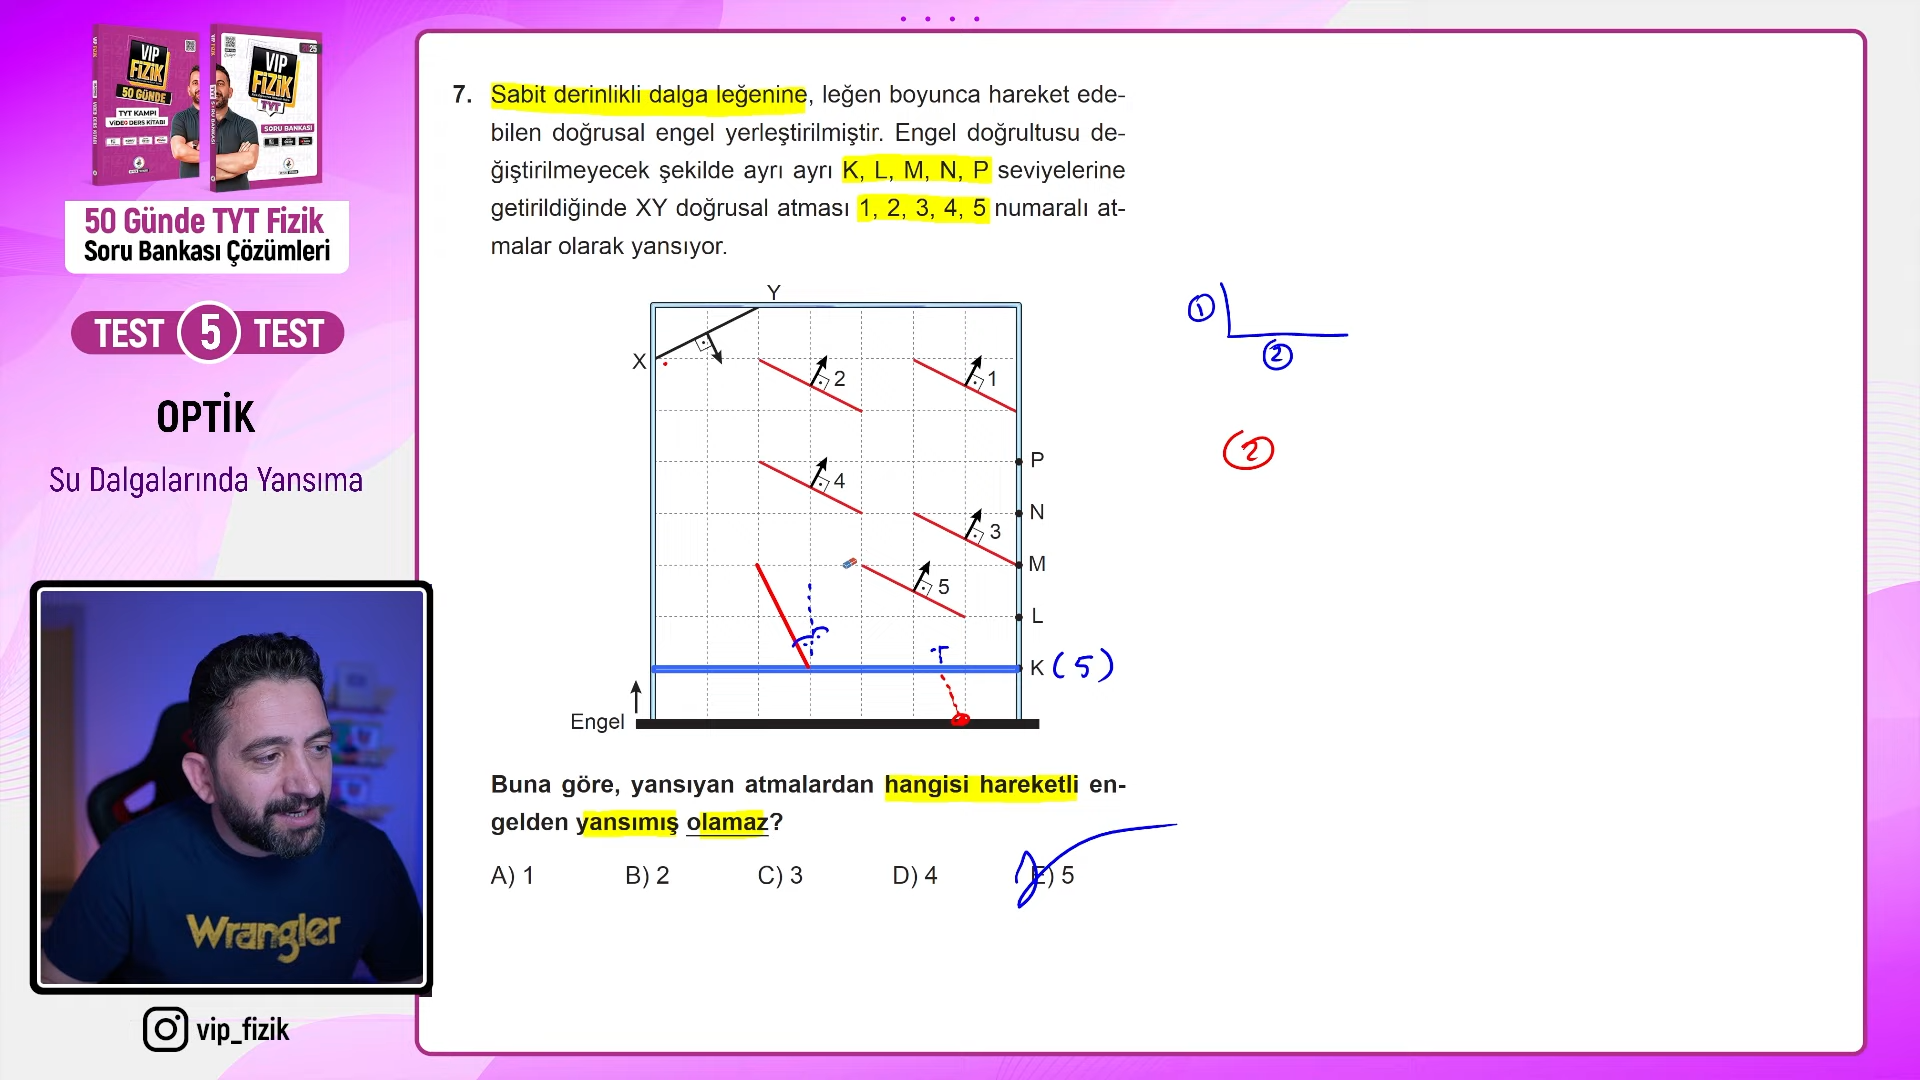 VIP
FİZİK
50 GÜNDE
TYT KAMPI
VİDEO DERS KİTABI
2025
VIP
FİZİK
TYT
SORU BANKASI
50 Günde TYT Fizik
Soru Bankası Çözümleri
TEST 5 TEST
OPTİK
Su Dalgalarında Yansıma
7. Sabit derinlikli dalga leğenine, leğen boyunca hareket ede-
bilen doğrusal engel yerleştirilmiştir. Engel doğrultusu de-
ğiştirilmeyecek şekilde ayrı ayrı K, L, M, N, P seviyelerine
getirildiğinde XY doğrusal atması 1, 2, 3, 4, 5 numaralı at-
malar olarak yansıyor.
Y
X
2
1
P
4
N
3
M
5
L
K (5)
Engel
1
2
2
Buna göre, yansıyan atmalardan hangisi hareketli en-
gelden yansımış olamaz?
A) 1 B) 2 C) 3 D) 4 E) 5
Wrangler
vip_fizik